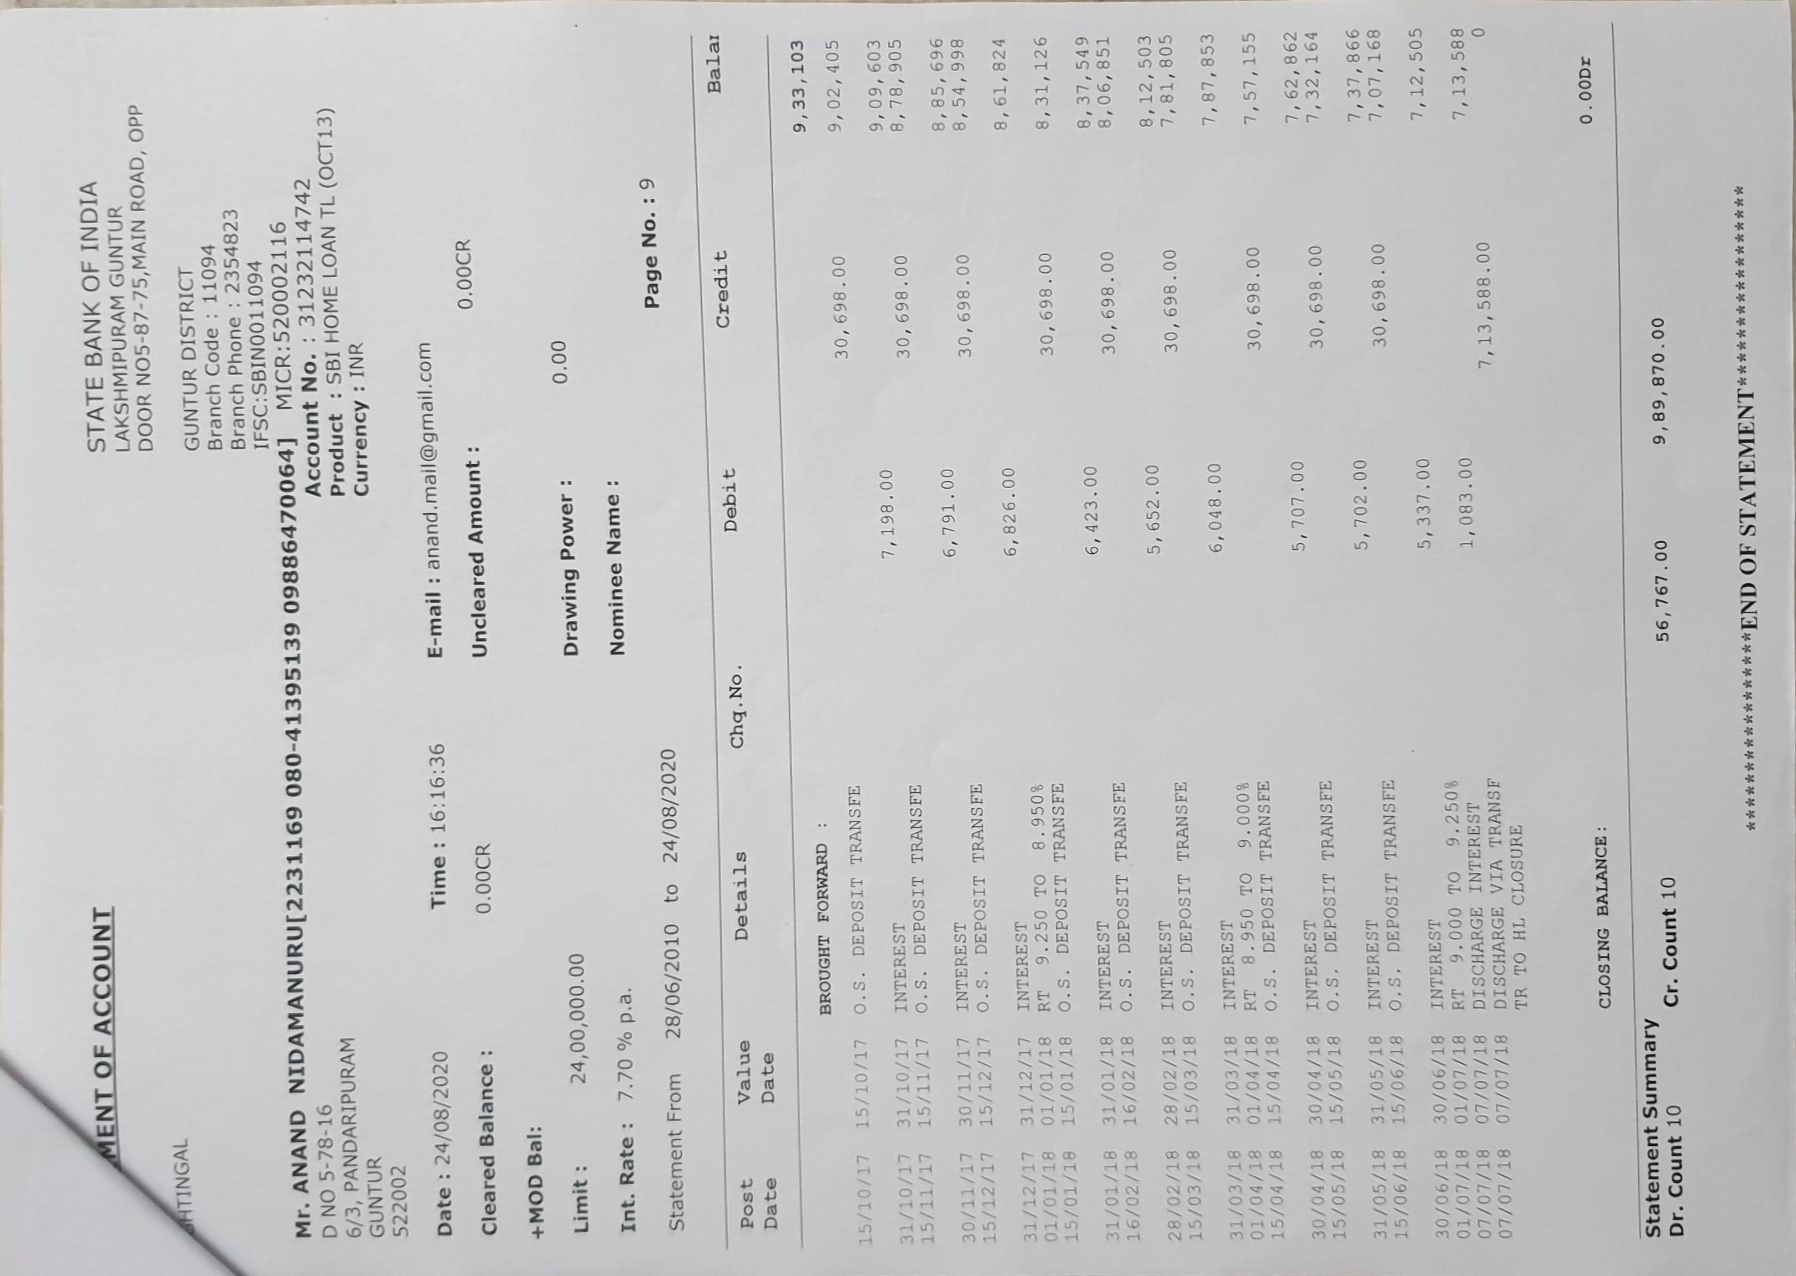 MENT OF ACCOUNT
STATE BANK OF INDIA
LAKSHMIPURAM GUNTUR
DOOR NO5-87-75,MAIN ROAD, OPP
GHTINGAL
GUNTUR DISTRICT
Branch Code : 11094
Branch Phone : 2354823
IFSC:SBIN0011094
Mr. ANAND NIDAMANURU[2231169 080-41395139 09886470064] MICR:520002116
D NO 5-78-16
6/3, PANDARIPURAM
GUNTUR
522002
Account No. : 31232114742
Product : SBI HOME LOAN TL (OCT13)
Currency : INR
Date : 24/08/2020 Time : 16:16:36 E-mail : anand.mail@gmail.com
Cleared Balance : 0.00CR Uncleared Amount : 0.00CR
+MOD Bal:
Limit : 24,00,000.00 Drawing Power : 0.00
Int. Rate : 7.70 % p.a. Nominee Name :
Page No. : 9
Statement From 28/06/2010 to 24/08/2020
Post Value Details Chq.No. Debit Credit Balan
Date Date
BROUGHT FORWARD : 9,33,103
15/10/17 15/10/17 O.S. DEPOSIT TRANSFE 30,698.00 9,02,405
31/10/17 31/10/17 INTEREST 7,198.00 9,09,603
15/11/17 15/11/17 O.S. DEPOSIT TRANSFE 30,698.00 8,78,905
30/11/17 30/11/17 INTEREST 6,791.00 8,85,696
15/12/17 15/12/17 O.S. DEPOSIT TRANSFE 30,698.00 8,54,998
31/12/17 31/12/17 INTEREST 6,826.00 8,61,824
01/01/18 01/01/18 RT 9.250 TO 8.950%
15/01/18 15/01/18 O.S. DEPOSIT TRANSFE 30,698.00 8,31,126
31/01/18 31/01/18 INTEREST 6,423.00 8,37,549
16/02/18 16/02/18 O.S. DEPOSIT TRANSFE 30,698.00 8,06,851
28/02/18 28/02/18 INTEREST 5,652.00 8,12,503
15/03/18 15/03/18 O.S. DEPOSIT TRANSFE 30,698.00 7,81,805
31/03/18 31/03/18 INTEREST 6,048.00 7,87,853
01/04/18 01/04/18 RT 8.950 TO 9.000%
15/04/18 15/04/18 O.S. DEPOSIT TRANSFE 30,698.00 7,57,155
30/04/18 30/04/18 INTEREST 5,707.00 7,62,862
15/05/18 15/05/18 O.S. DEPOSIT TRANSFE 30,698.00 7,32,164
31/05/18 31/05/18 INTEREST 5,702.00 7,37,866
15/06/18 15/06/18 O.S. DEPOSIT TRANSFE 30,698.00 7,07,168
30/06/18 30/06/18 INTEREST 5,337.00 7,12,505
01/07/18 01/07/18 RT 9.000 TO 9.250%
07/07/18 07/07/18 DISCHARGE INTEREST 1,083.00 7,13,588
07/07/18 07/07/18 DISCHARGE VIA TRANSF 7,13,588.00 0
TR TO HL CLOSURE
CLOSING BALANCE: 0.00Dr
Statement Summary
Dr. Count 10 Cr. Count 10 56,767.00 9,89,870.00
*****************END OF STATEMENT*****************